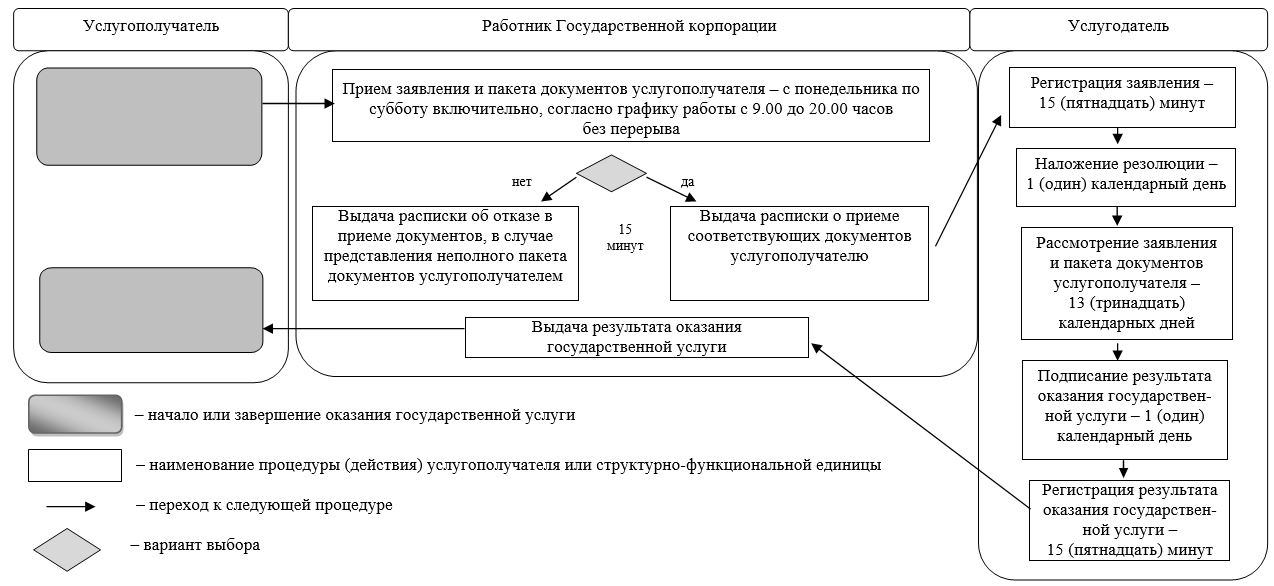 Услугополучатель
Работник Государственной корпорации
Услугодатель
Прием заявления и пакета документов услугополучателя – с понедельника по
субботу включительно, согласно графику работы с 9.00 до 20.00 часов
без перерыва
нет
да
Выдача расписки об отказе в
приеме документов, в случае
представления неполного пакета
документов услугополучателем
15
минут
Выдача расписки о приеме
соответствующих документов
услугополучателю
Выдача результата оказания
государственной услуги
Регистрация заявления –
15 (пятнадцать) минут
Наложение резолюции –
1 (один) календарный день
Рассмотрение заявления
и пакета документов
услугополучателя –
13 (тринадцать)
календарных дней
Подписание результата
оказания государствен-
ной услуги – 1 (один)
календарный день
Регистрация результата
оказания государствен-
ной услуги –
15 (пятнадцать) минут
– начало или завершение оказания государственной услуги
– наименование процедуры (действия) услугополучателя или структурно-функциональной единицы
– переход к следующей процедуре
– вариант выбора